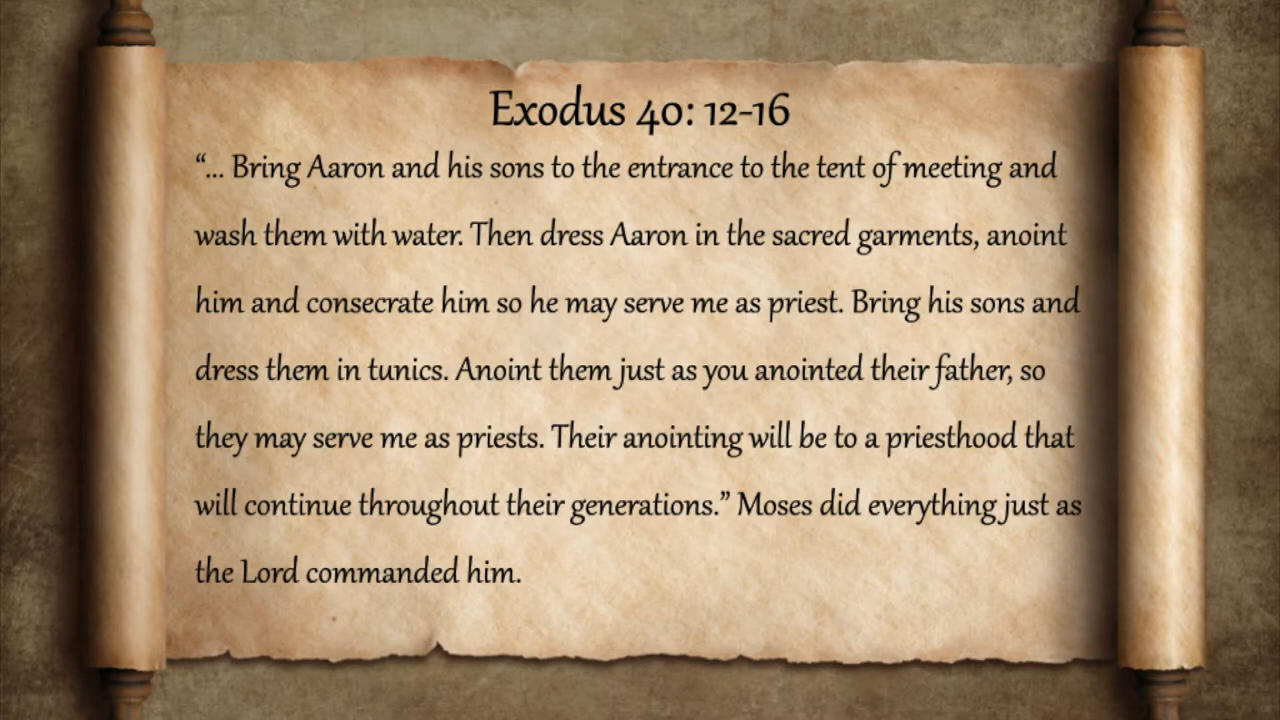 Exodus 40: 12-16
“... Bring Aaron and his sons to the entrance to the tent of meeting and
wash them with water. Then dress Aaron in the sacred garments, anoint
him and consecrate him so he may serve me as priest. Bring his sons and
dress them in tunics. Anoint them just as you anointed their father, so
they may serve me as priests. Their anointing will be to a priesthood that
will continue throughout their generations.” Moses did everything just as
the Lord commanded him.